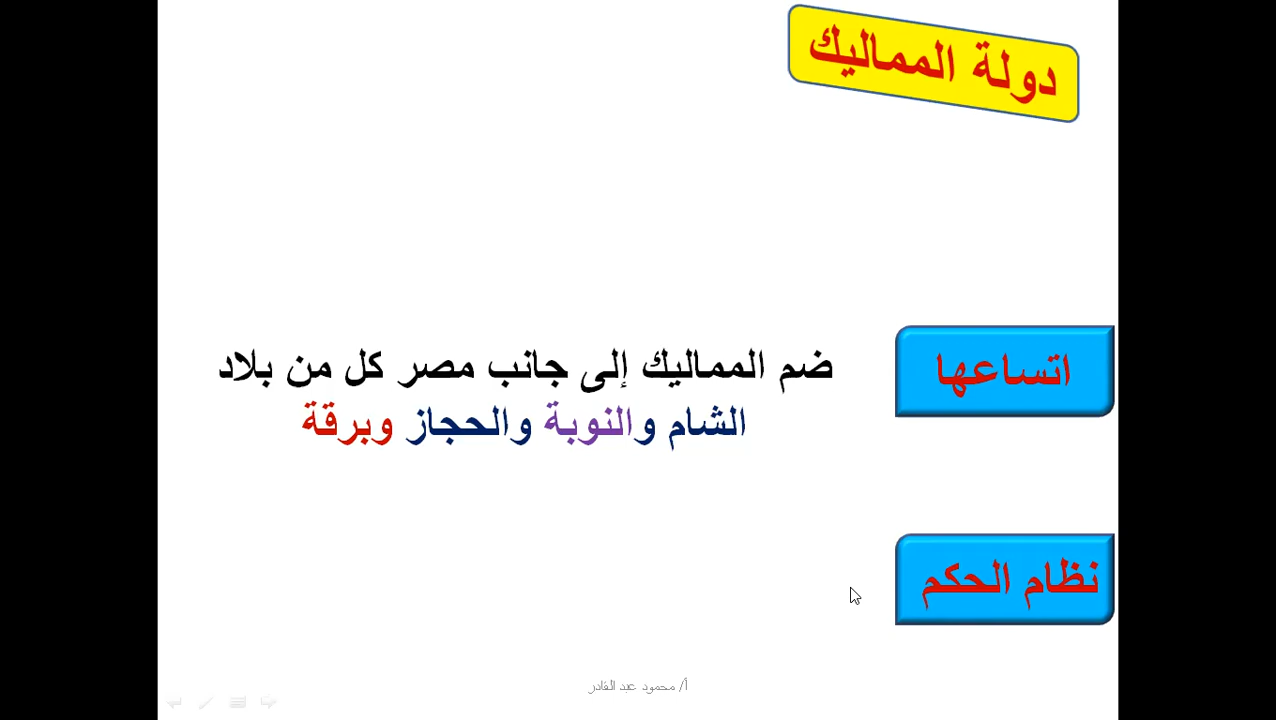 دولة المماليك
اتساعها
ضم المماليك إلى جانب مصر كل من بلاد
الشام والنوبة والحجاز وبرقة
نظام الحكم
أ/ محمود عبد القادر